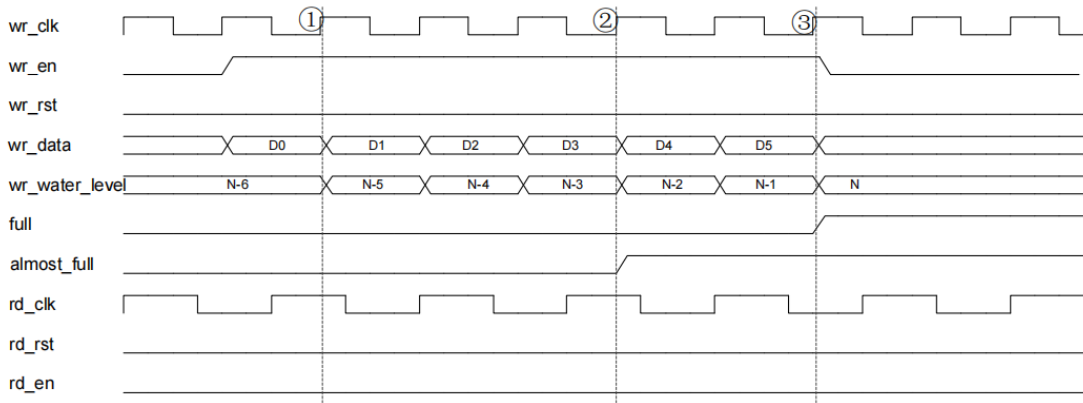 wr_clk ① ② ③
wr_en
wr_rst
wr_data D0 D1 D2 D3 D4 D5
wr_water_level N-6 N-5 N-4 N-3 N-2 N-1 N
full
almost_full
rd_clk
rd_rst
rd_en